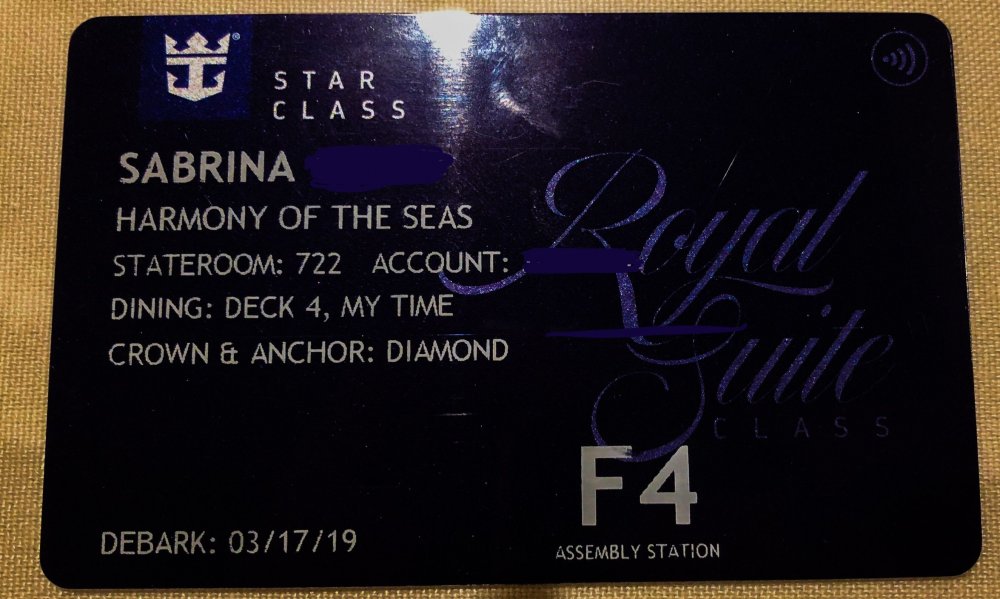 STAR
CLASS
SABRINA
HARMONY OF THE SEAS
STATEROOM: 722 ACCOUNT:
DINING: DECK 4, MY TIME
CROWN & ANCHOR: DIAMOND
Royal
Suite
CLASS
F4
ASSEMBLY STATION
DEBARK: 03/17/19